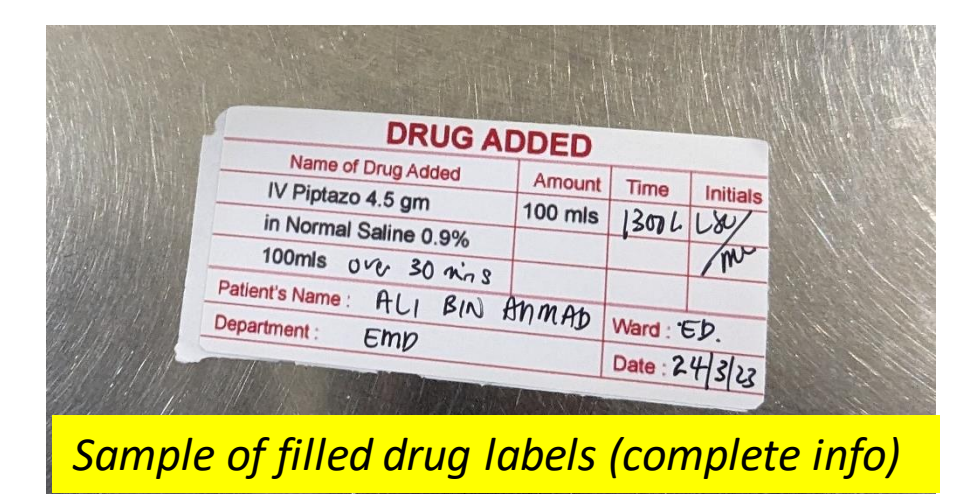 DRUG ADDED
Name of Drug Added Amount Time Initials
IV Piptazo 4.5 gm 100 mls 1300
in Normal Saline 0.9%
100mls over 30 mins
Patient's Name : ALI BIN AHMAD Ward : ED.
Department : EMD Date : 24/3/23
Sample of filled drug labels (complete info)